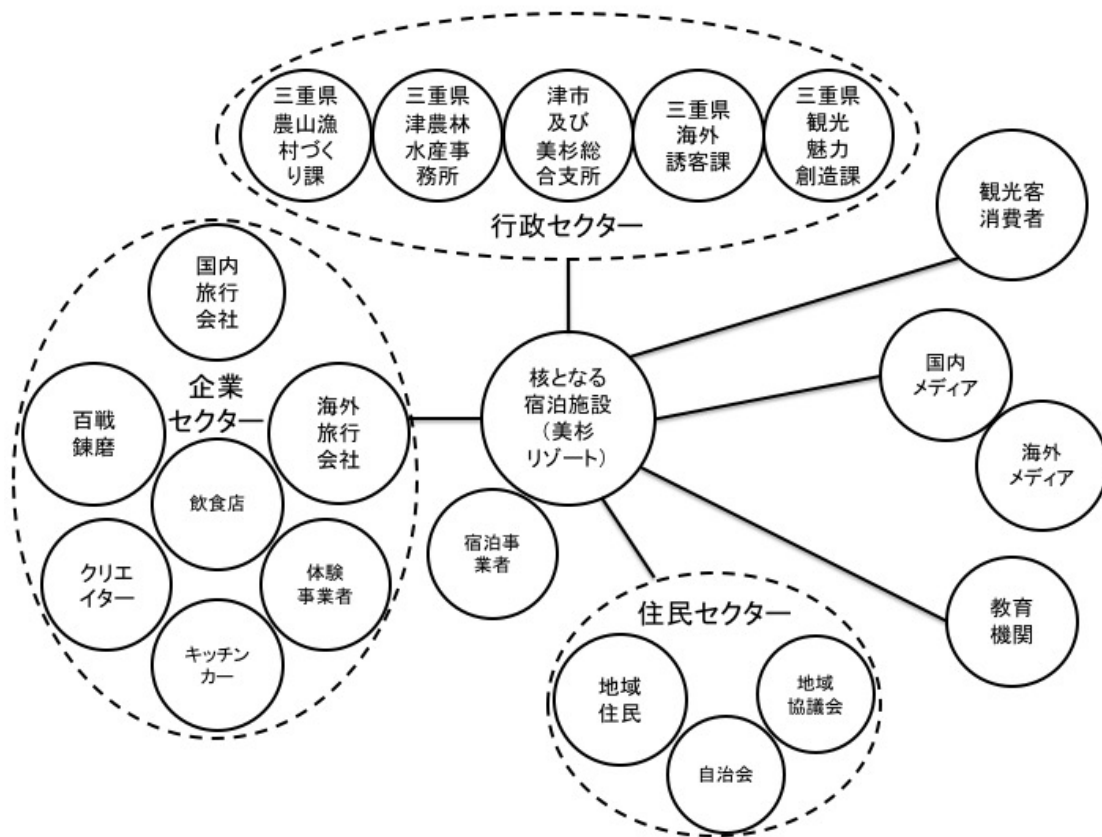 三重県
農山漁
村づく
り課
三重県
津農林
水産事
務所
津市
及び
美杉総
合支所
三重県
海外
誘客課
三重県
観光
魅力
創造課
行政セクター
観光客
消費者
国内
旅行
会社
企業
セクター
百戦
錬磨
海外
旅行
会社
飲食店
クリエ
イター
体験
事業者
キッチン
カー
核となる
宿泊施設
（美杉
リゾート）
宿泊事
業者
国内
メディア
海外
メディア
教育
機関
住民セクター
地域
住民
地域
協議会
自治会